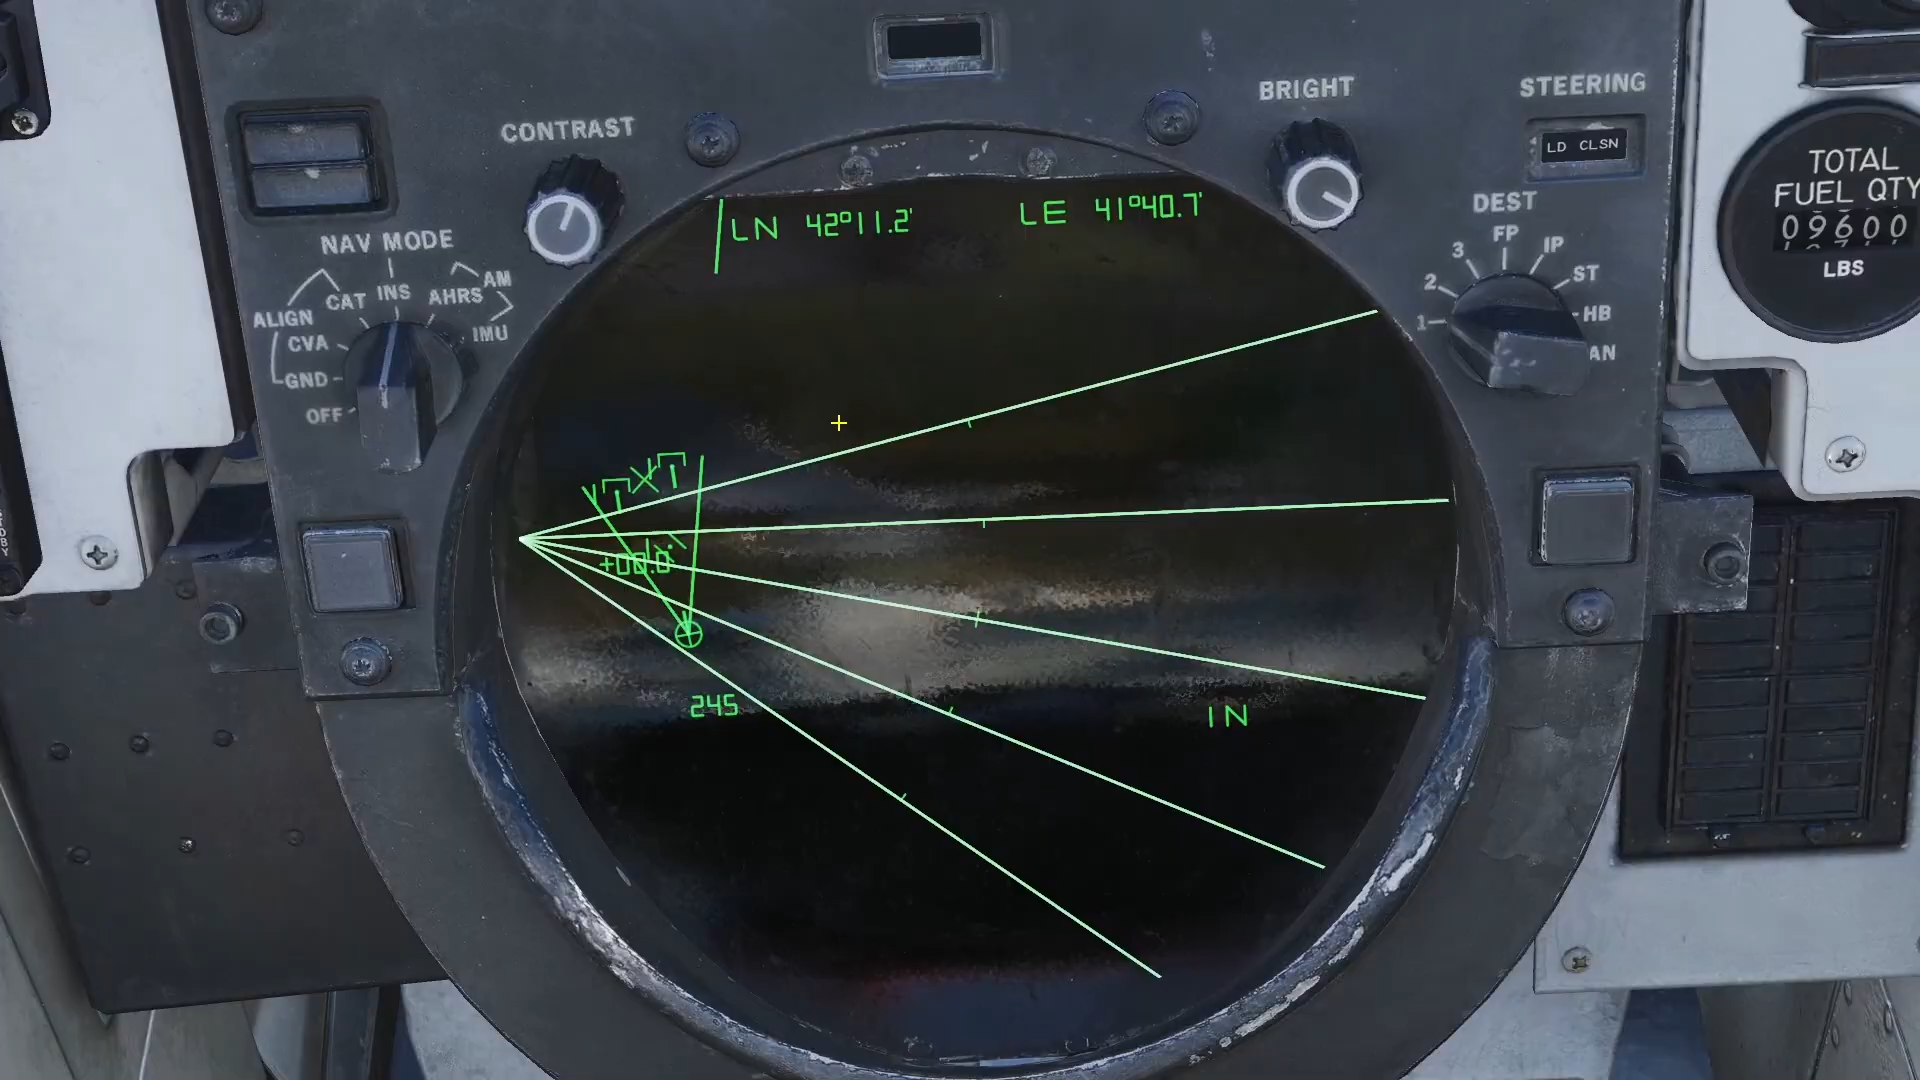 STEERING
BRIGHT
CONTRAST
LD CLSN
TOTAL
FUEL QTY
09600
LBS
DEST
1
2
3
FP
IP
ST
HB
AN
LN 42°11.2' LE 41°40.7'
NAV MODE
OFF
GND
CVA
ALIGN
CAT
INS
AHRS
AM
IMU
+00.0
245
IN